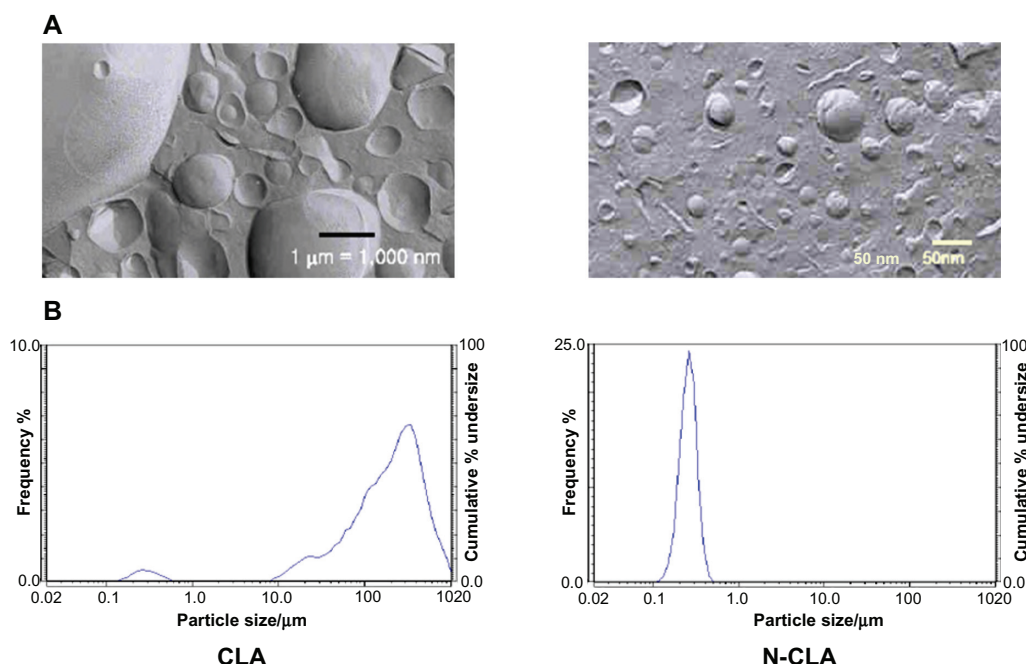 A
1 μm = 1,000 nm
50 nm 50nm
B
10.0
Frequency %
0.0
100
Cumulative % undersize
0.0
0.02 0.1 1.0 10.0 100 1020
Particle size/μm
CLA
25.0
Frequency %
0.0
100
Cumulative % undersize
0.0
0.02 0.1 1.0 10.0 100 1020
Particle size/μm
N-CLA